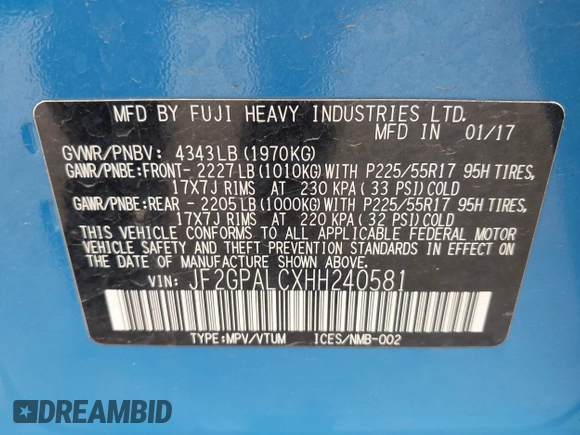 MFD BY FUJI HEAVY INDUSTRIES LTD.
MFD IN 01/17
GVWR/PNBV: 4343LB(1970KG)
GAWR/PNBE:FRONT- 2227LB(1010KG)WITH P225/55R17 95H TIRES,
17X7J RIMS AT 230 KPA(33 PSI)COLD
GAWR/PNBE:REAR - 2205LB(1000KG)WITH P225/55R17 95H TIRES,
17X7J RIMS AT 220 KPA(32 PSI)COLD
THIS VEHICLE CONFORMS TO ALL APPLICABLE FEDERAL MOTOR
VEHICLE SAFETY AND THEFT PREVENTION STANDARDS IN EFFECT ON
THE DATE OF MANUFACTURE SHOWN ABOVE.
VIN: JF2GPALCXHH240581
TYPE:MPV/VTUM ICES/NMB-002
DREAMBID